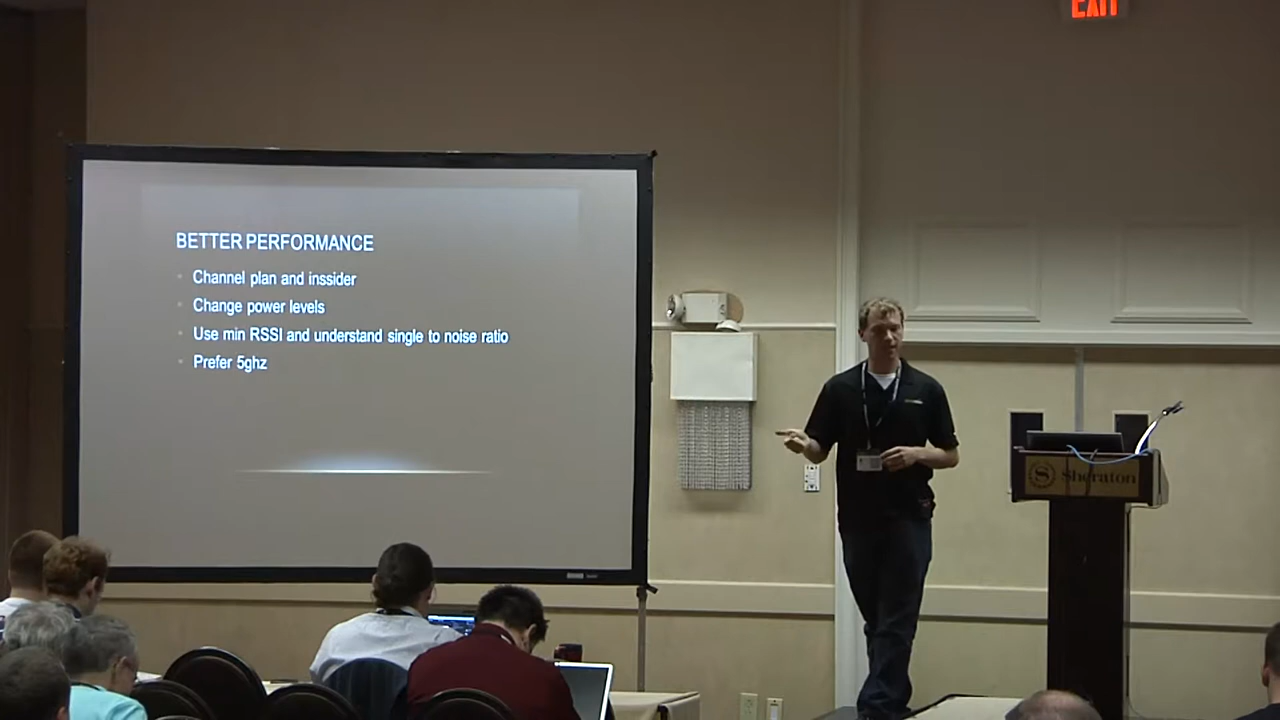 EXIT
BETTER PERFORMANCE
Channel plan and inssider
Change power levels
Use min RSSI and understand single to noise ratio
Prefer 5ghz
Sheraton